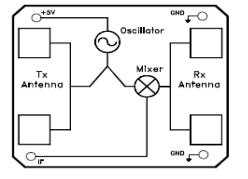 +5V
GND
Oscillator
Mixer
Tx
Antenna
Rx
Antenna
GND
IF